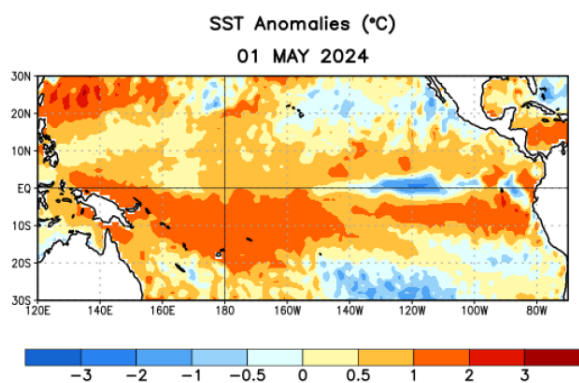 SST Anomalies (°C)
01 MAY 2024
30N
20N
10N
EQ
10S
20S
30S
120E 140E 160E 180 160W 140W 120W 100W 80W
-3 -2 -1 -0.5 0 0.5 1 2 3